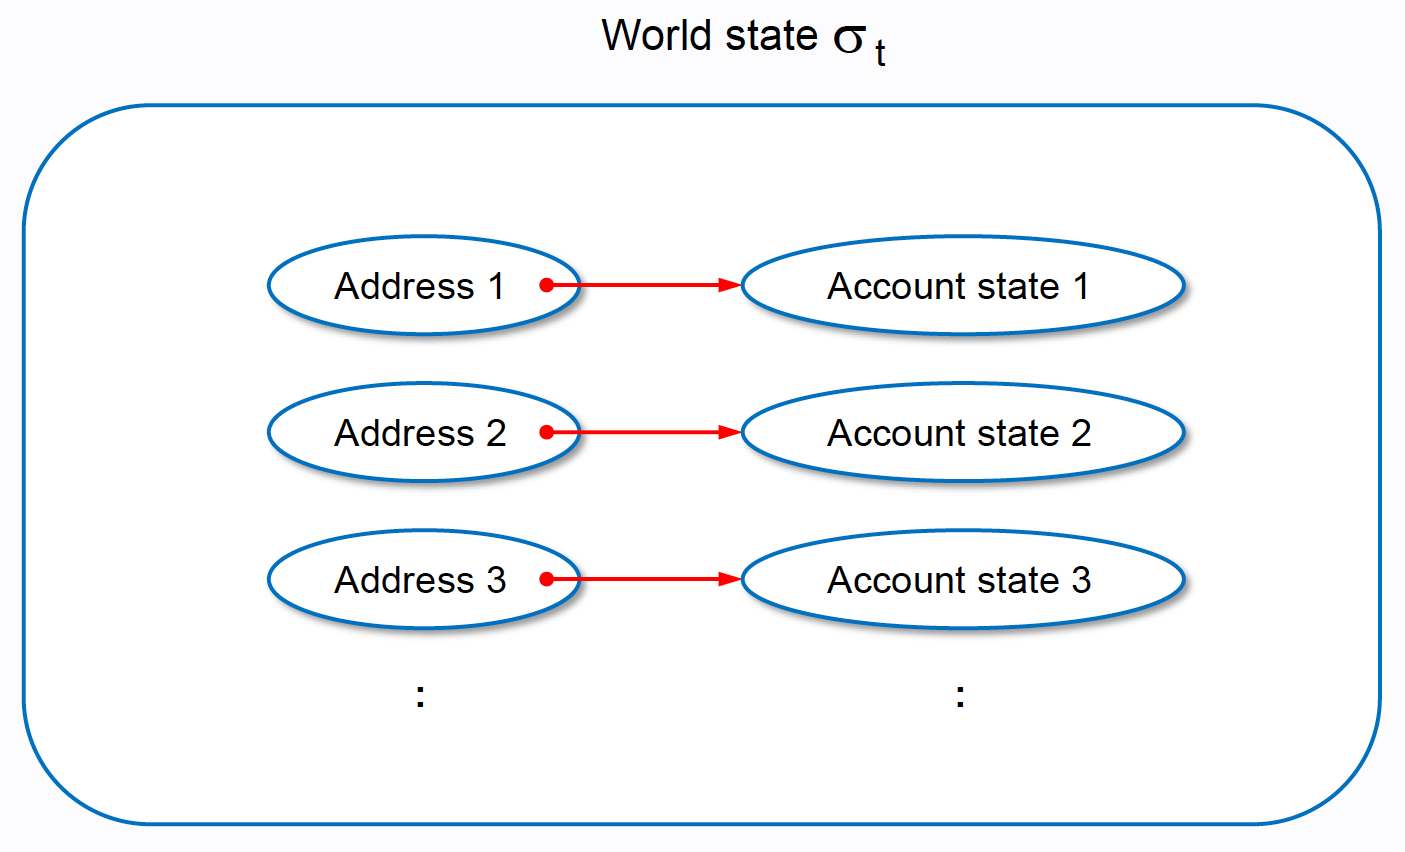 World state σ t
Address 1 Account state 1
Address 2 Account state 2
Address 3 Account state 3
: :